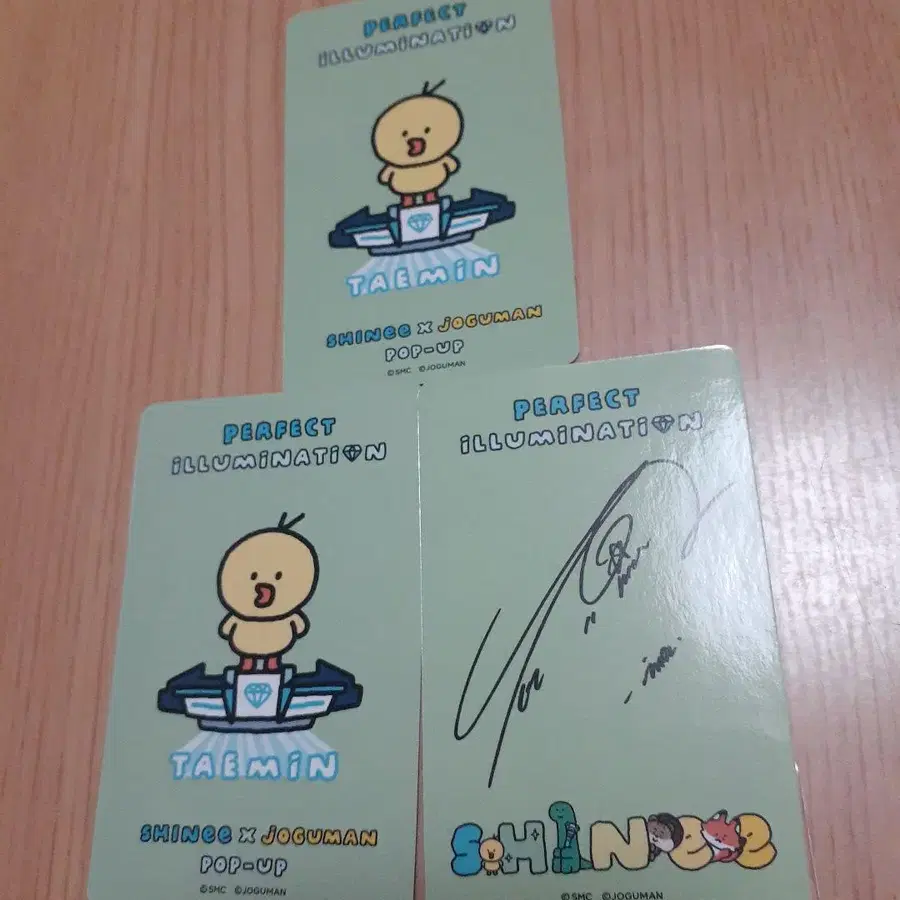 PERFECT
iLLUMiNATiON
TAEMiN
SHINee x JOGUMAN
POP-UP
©SMC ©JOGUMAN
PERFECT
iLLUMiNATiON
TAEMiN
SHINee x JOGUMAN
POP-UP
©SMC ©JOGUMAN
PERFECT
iLLUMiNATiON
SHiNee
©SMC ©JOGUMAN